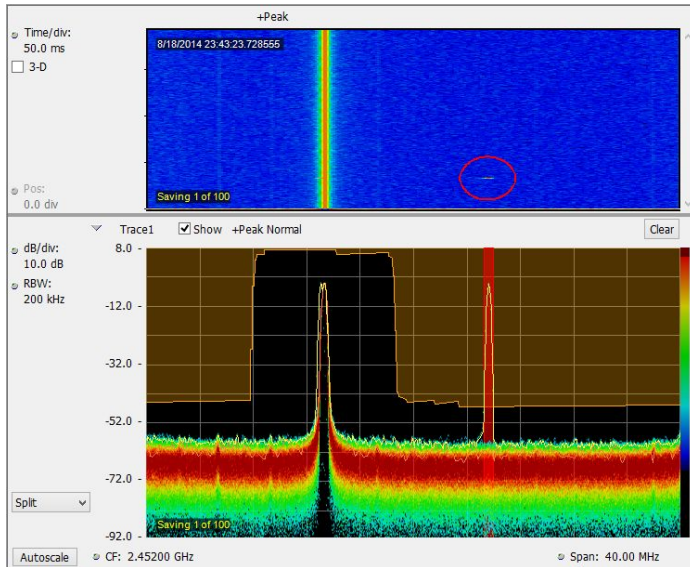 +Peak
Time/div:
50.0 ms
3-D
8/18/2014 23:43:23.728555
Pos:
0.0 div
Saving 1 of 100
Trace1 Show +Peak Normal Clear
dB/div:
10.0 dB
RBW:
200 kHz
8.0
-12.0
-32.0
-52.0
-72.0
-92.0
Split
Saving 1 of 100
Autoscale CF: 2.45200 GHz Span: 40.00 MHz